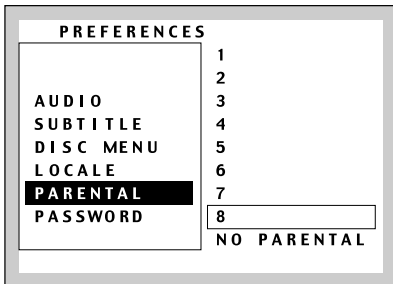 PREFERENCES
AUDIO
SUBTITLE
DISC MENU
LOCALE
PARENTAL
PASSWORD
1
2
3
4
5
6
7
8
NO PARENTAL